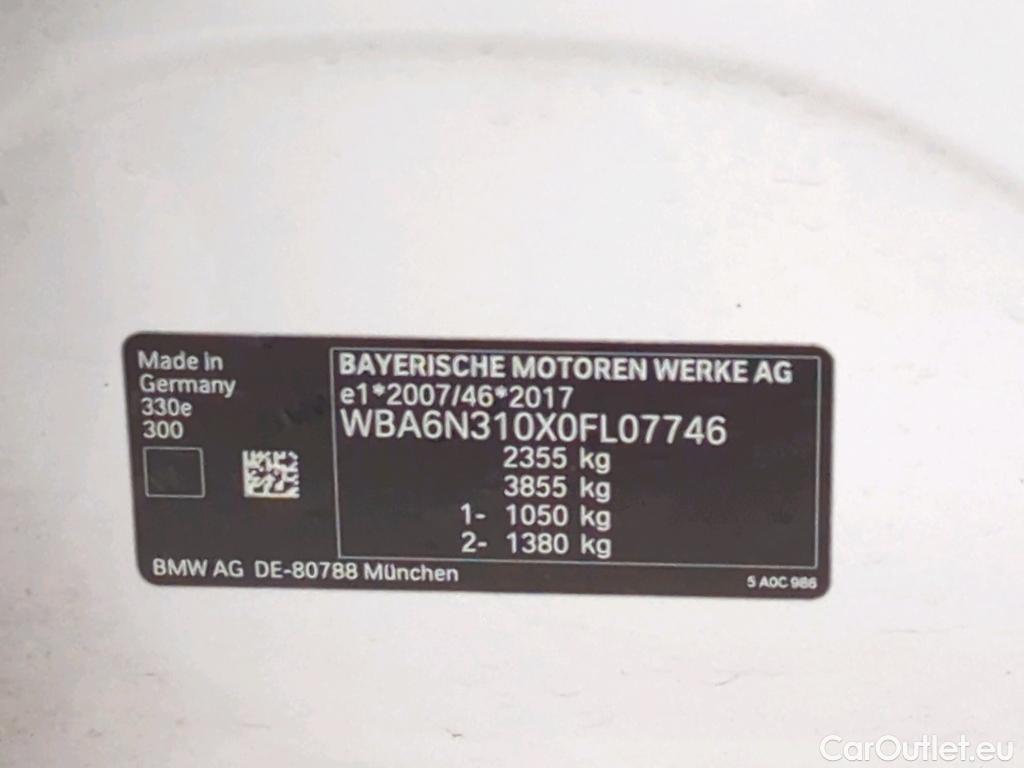 Made in
Germany
330e
300
BAYERISCHE MOTOREN WERKE AG
e1*2007/46*2017
WBA6N310X0FL07746
2355 kg
3855 kg
1- 1050 kg
2- 1380 kg
BMW AG DE-80788 München
5 A0C 986
CarOutlet.eu